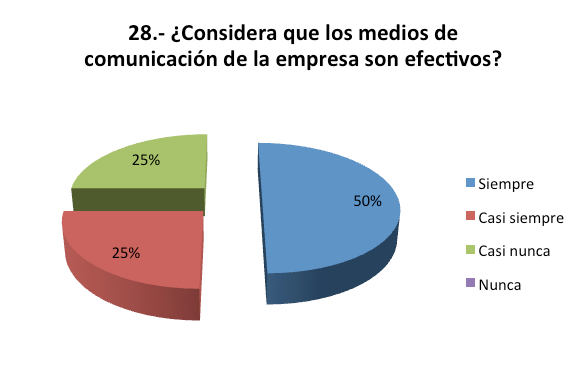 28.- ¿Considera que los medios de
comunicación de la empresa son efectivos?
25%
50%
25%
Siempre
Casi siempre
Casi nunca
Nunca